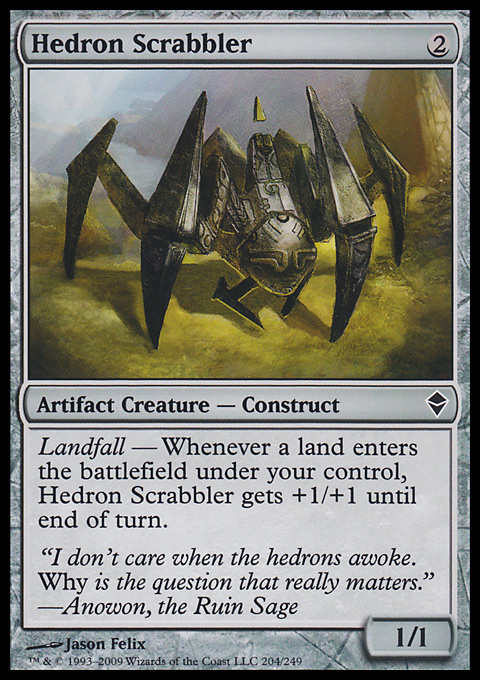 Hedron Scrabbler 2
Artifact Creature — Construct
Landfall — Whenever a land enters
the battlefield under your control,
Hedron Scrabbler gets +1/+1 until
end of turn.
“I don’t care when the hedrons awoke.
Why is the question that really matters.”
—Anowon, the Ruin Sage
Jason Felix
1/1
™ & © 1993–2009 Wizards of the Coast LLC 204/249